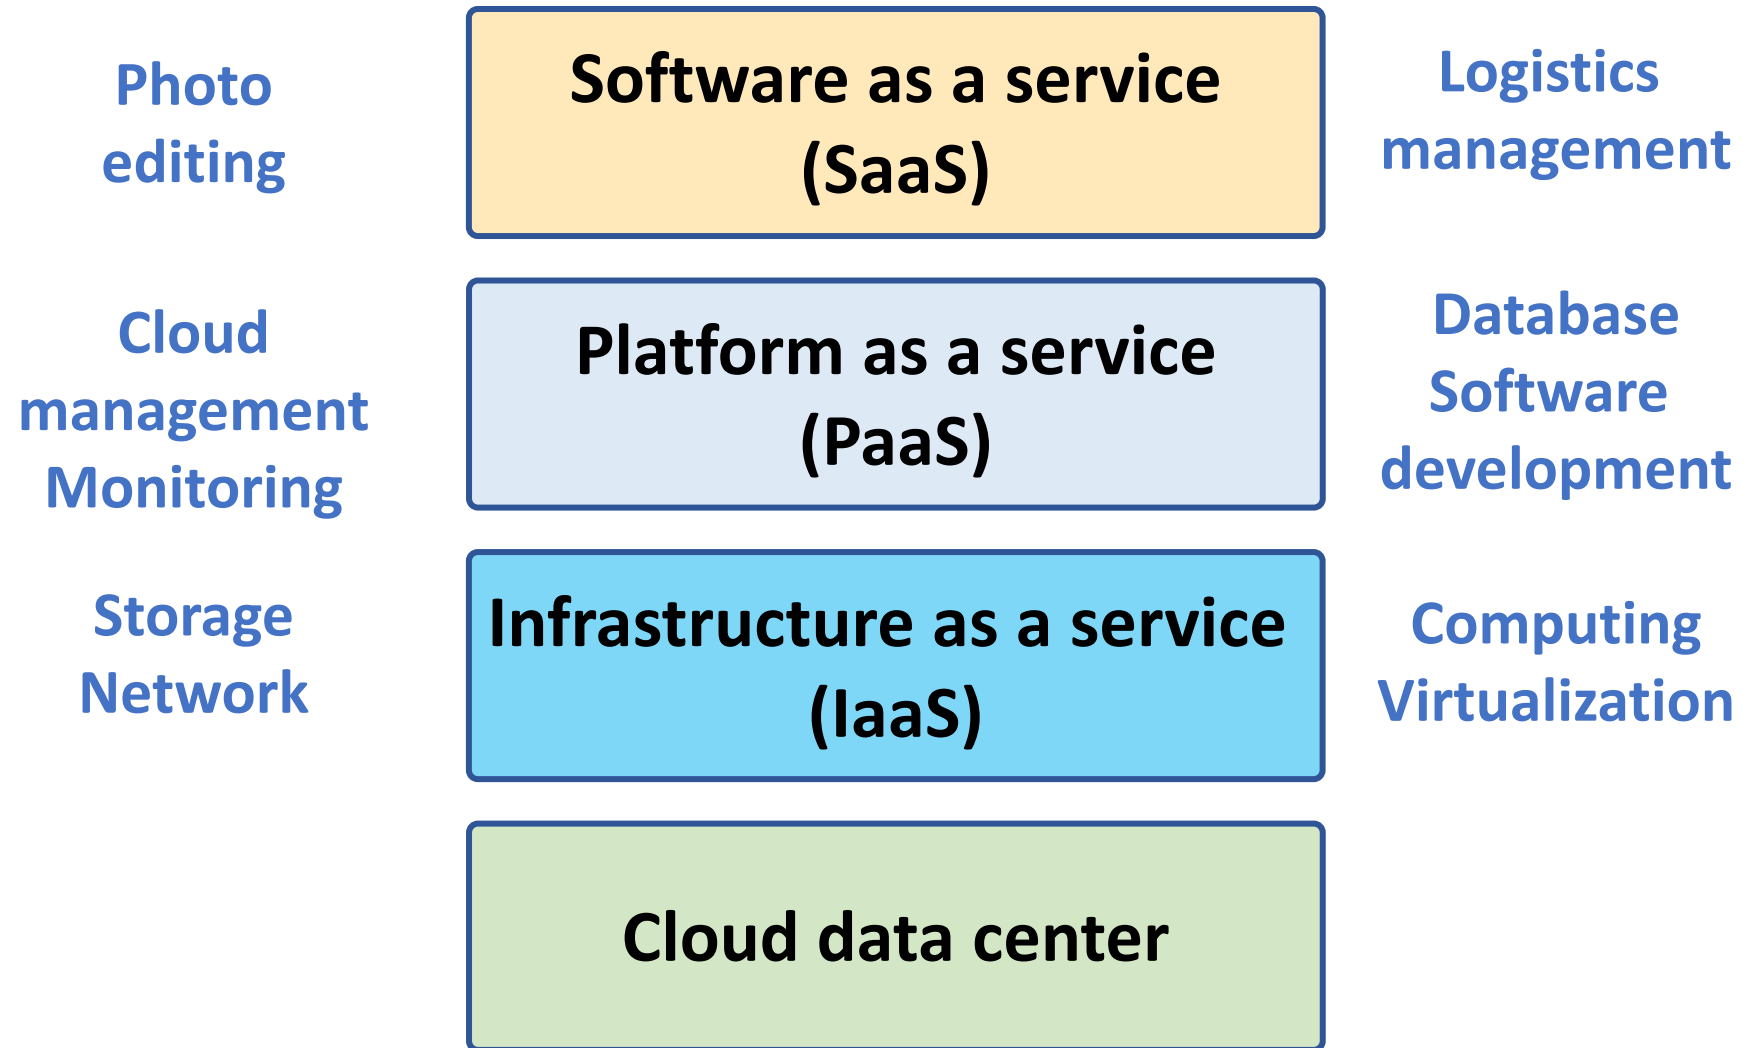 Photo
editing
Software as a service
(SaaS)
Logistics
management
Cloud
management
Monitoring
Platform as a service
(PaaS)
Database
Software
development
Storage
Network
Infrastructure as a service
(IaaS)
Computing
Virtualization
Cloud data center